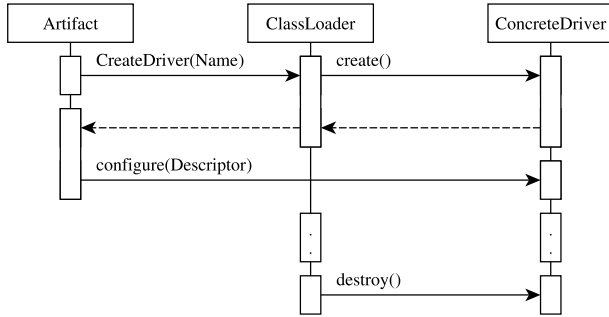 Artifact
ClassLoader
ConcreteDriver
CreateDriver(Name)
create()
configure(Descriptor)
. .
. .
destroy()